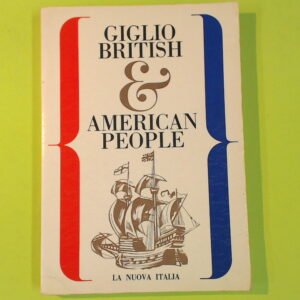 GIGLIO
BRITISH
&
AMERICAN
PEOPLE
LA NUOVA ITALIA